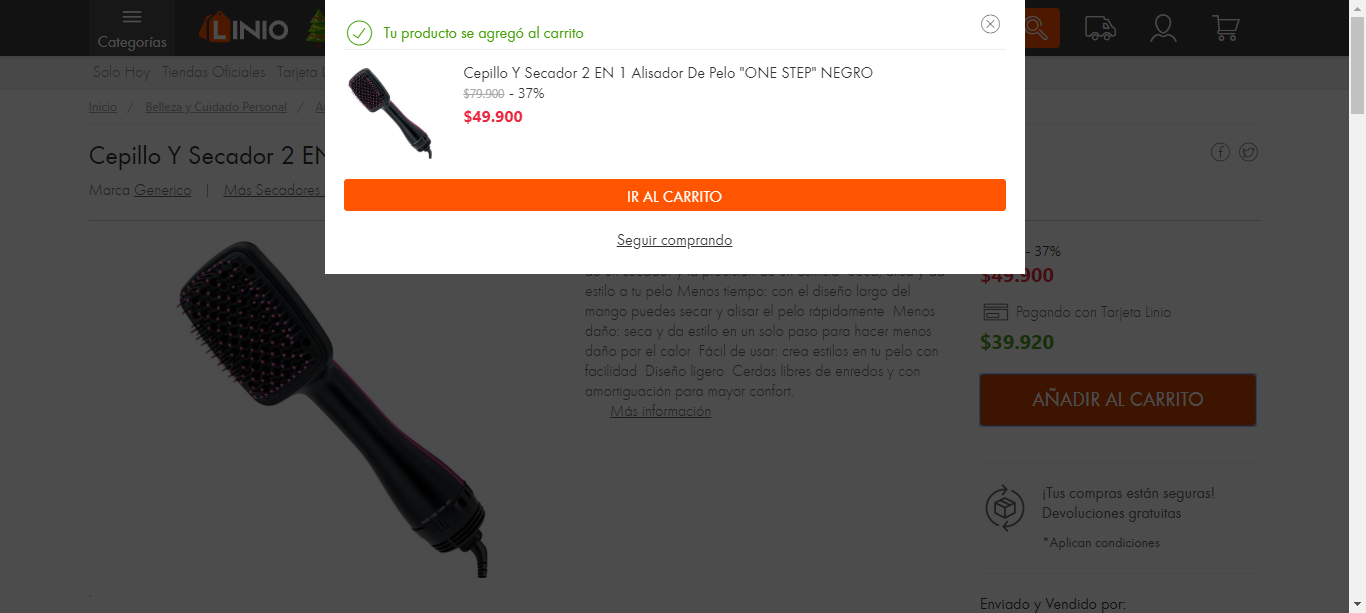 Categorías
LINIO
Solo Hoy Tiendas Oficiales Tarjeta
Inicio / Belleza y Cuidado Personal /
Cepillo Y Secador 2 EN
Marca Generico | Más Secadores
Tu producto se agregó al carrito
Cepillo Y Secador 2 EN 1 Alisador De Pelo "ONE STEP" NEGRO
$79.900 - 37%
$49.900
IR AL CARRITO
Seguir comprando
estilo a tu pelo Menos tiempo: con el diseño largo del
mango puedes secar y alisar el pelo rápidamente Menos
daño: seca y da estilo en un solo paso para hacer menos
daño por el calor Fácil de usar: crea estilos en tu pelo con
facilidad Diseño ligero Cerdas libres de enredos y con
amortiguación para mayor confort.
Más información
- 37%
$49.900
Pagando con Tarjeta Linio
$39.920
AÑADIR AL CARRITO
¡Tus compras están seguras!
Devoluciones gratuitas
*Aplican condiciones
Enviado y Vendido por: